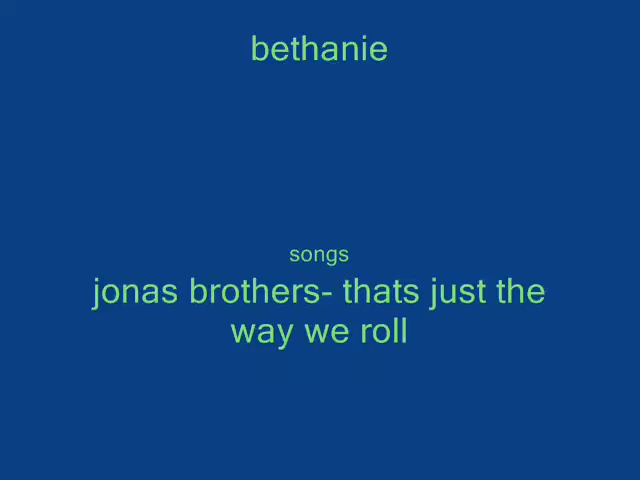 bethanie
songs
jonas brothers- thats just the
way we roll